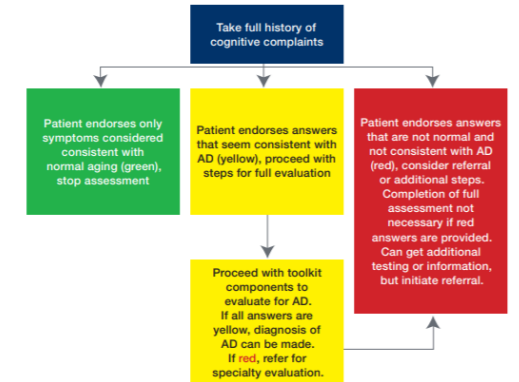 Take full history of
cognitive complaints
Patient endorses only
symptoms considered
consistent with
normal aging (green),
stop assessment
Patient endorses answers
that seem consistent with
AD (yellow), proceed with
steps for full evaluation
Patient endorses answers
that are not normal and
not consistent with AD
(red), consider referral
or additional steps.
Completion of full
assessment not
necessary if red
answers are provided.
Can get additional
testing or information,
but initiate referral.
Proceed with toolkit
components to
evaluate for AD.
If all answers are
yellow, diagnosis of
AD can be made.
If red, refer for
specialty evaluation.